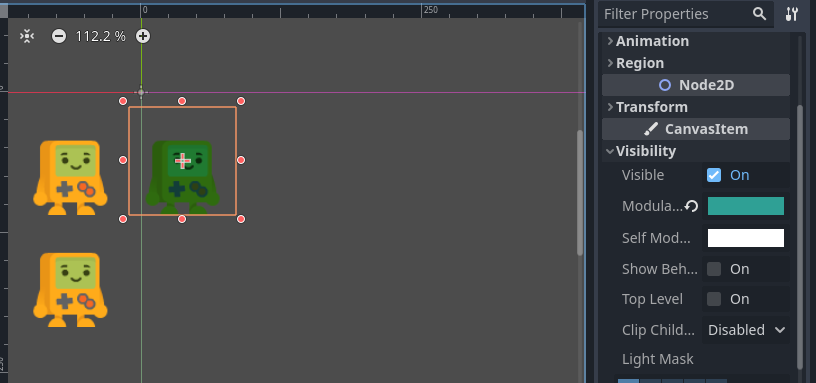 0
250
Filter Properties
112.2 %
Animation
Region
Node2D
Transform
CanvasItem
Visibility
Visible
On
Modula...
Self Mod...
Show Beh...
On
Top Level
On
Clip Child...
Disabled
Light Mask